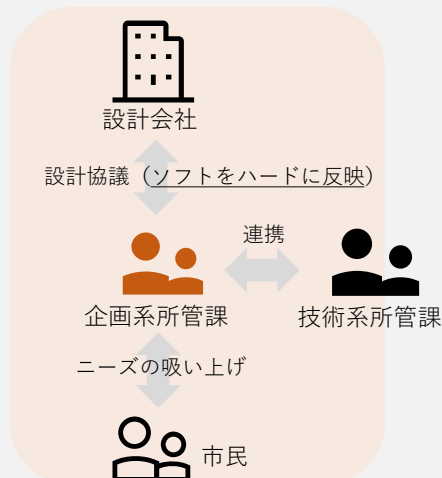 設計会社
設計協議（ソフトをハードに反映）
連携
企画系所管課
技術系所管課
ニーズの吸い上げ
市民